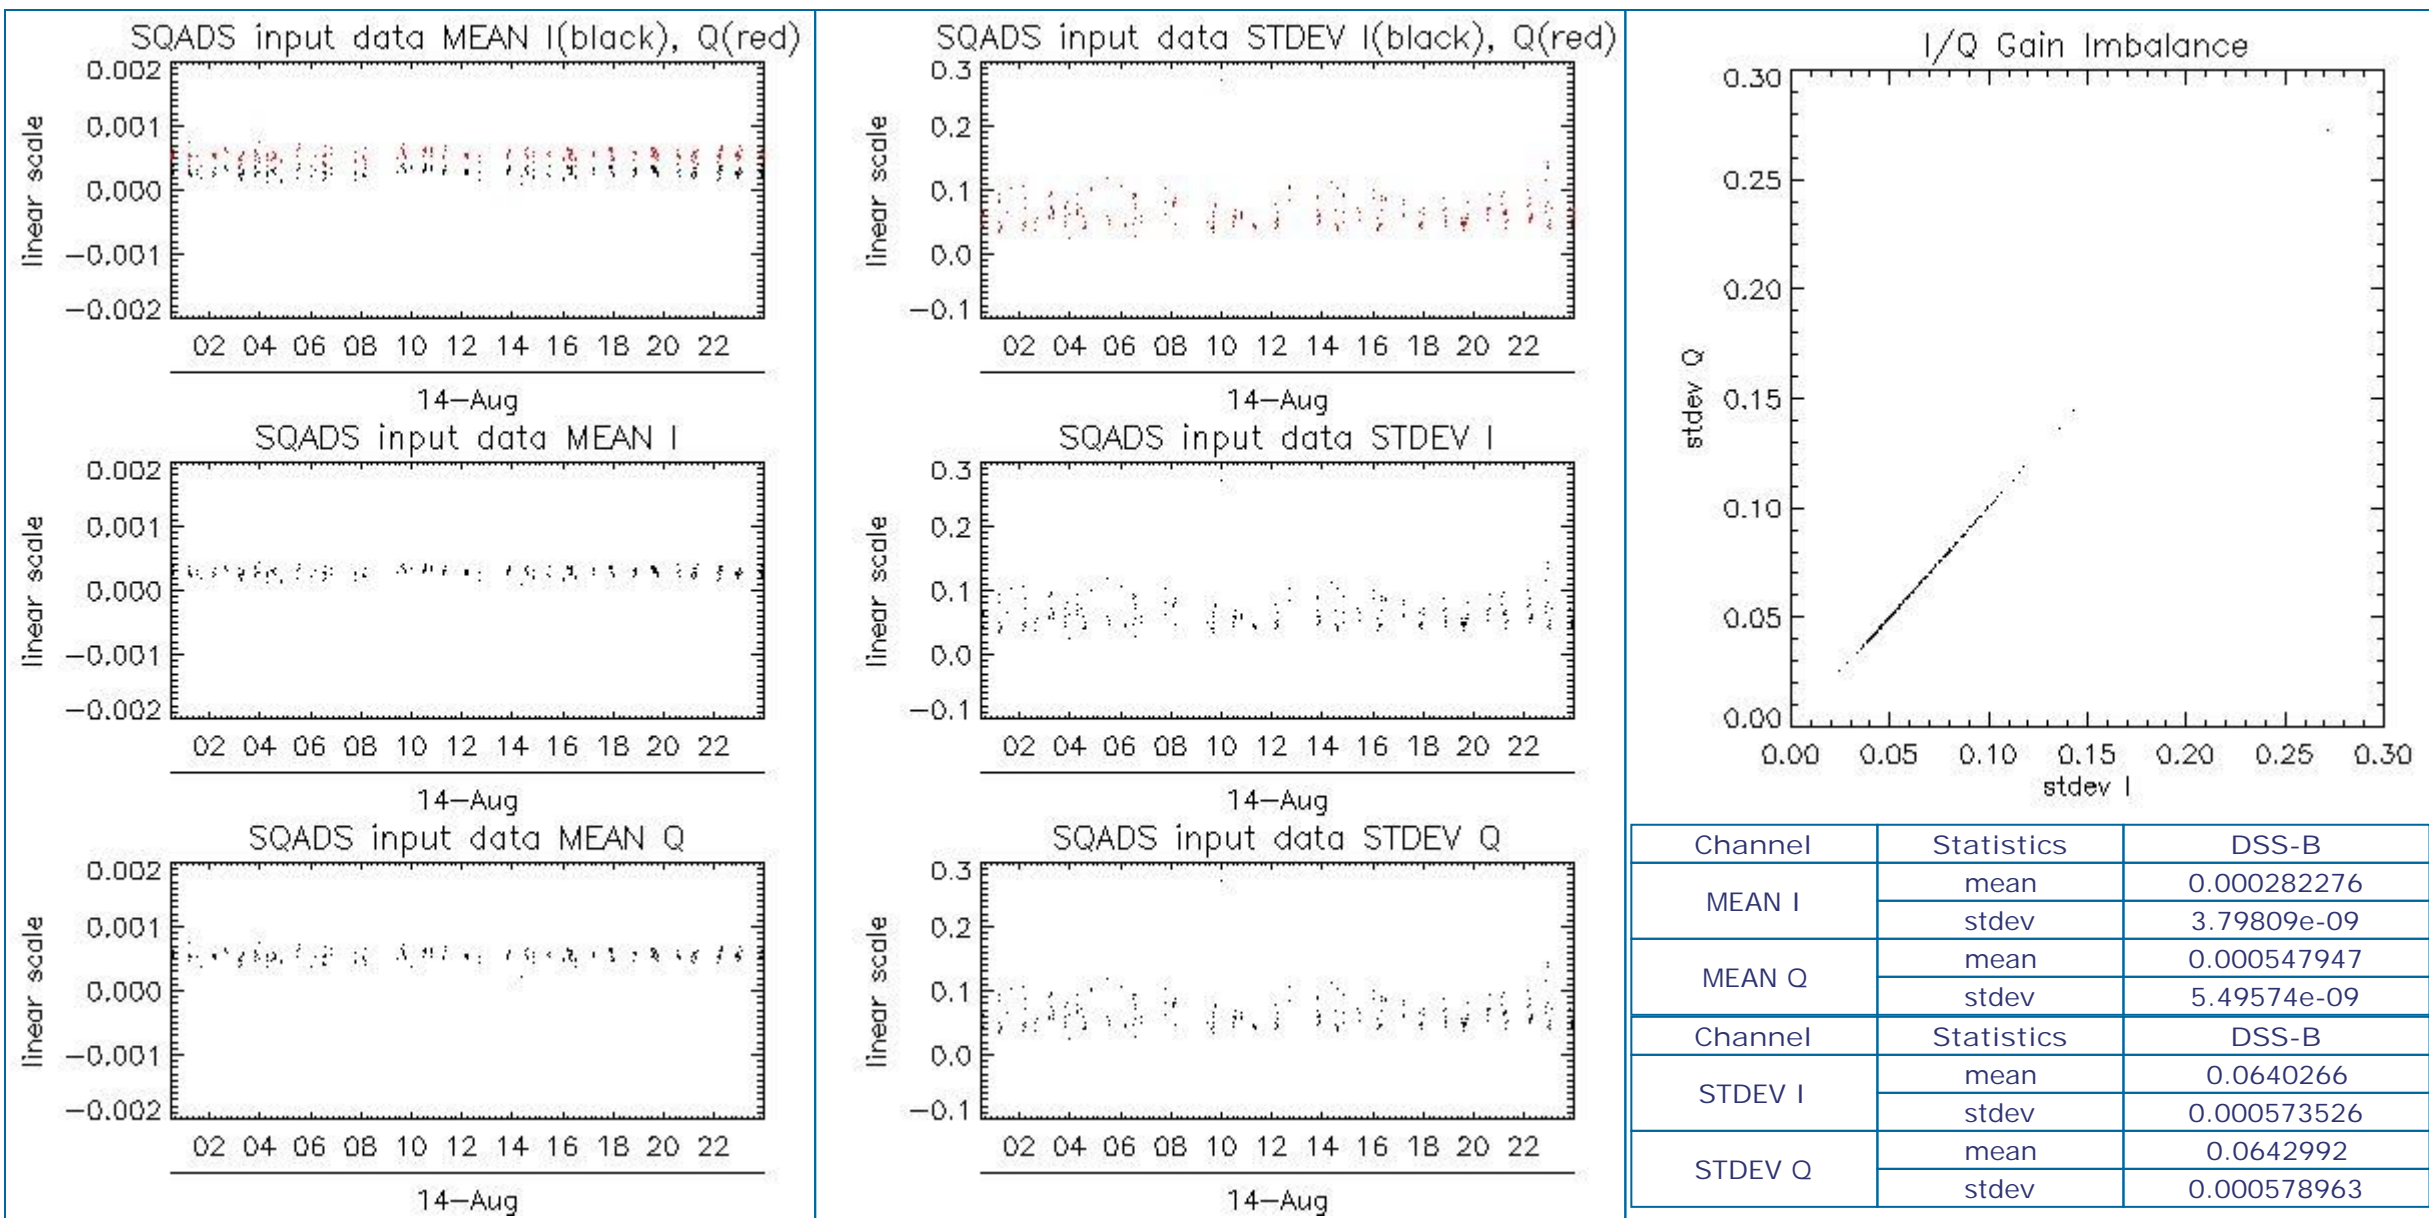 SQADS input data MEAN I(black), Q(red)
0.002
0.001
0.000
-0.001
-0.002
linear scale
02 04 06 08 10 12 14 16 18 20 22
14-Aug
SQADS input data MEAN I
0.002
0.001
0.000
-0.001
-0.002
linear scale
02 04 06 08 10 12 14 16 18 20 22
14-Aug
SQADS input data MEAN Q
0.002
0.001
0.000
-0.001
-0.002
linear scale
02 04 06 08 10 12 14 16 18 20 22
14-Aug
SQADS input data STDEV I(black), Q(red)
0.3
0.2
0.1
0.0
-0.1
linear scale
02 04 06 08 10 12 14 16 18 20 22
14-Aug
SQADS input data STDEV I
0.3
0.2
0.1
0.0
-0.1
linear scale
02 04 06 08 10 12 14 16 18 20 22
14-Aug
SQADS input data STDEV Q
0.3
0.2
0.1
0.0
-0.1
linear scale
02 04 06 08 10 12 14 16 18 20 22
14-Aug
I/Q Gain Imbalance
0.30
0.25
0.20
0.15
0.10
0.05
0.00
stdev Q
0.00 0.05 0.10 0.15 0.20 0.25 0.30
stdev I
Channel Statistics DSS-B
MEAN I mean 0.000282276
stdev 3.79809e-09
MEAN Q mean 0.000547947
stdev 5.49574e-09
Channel Statistics DSS-B
STDEV I mean 0.0640266
stdev 0.000573526
STDEV Q mean 0.0642992
stdev 0.000578963